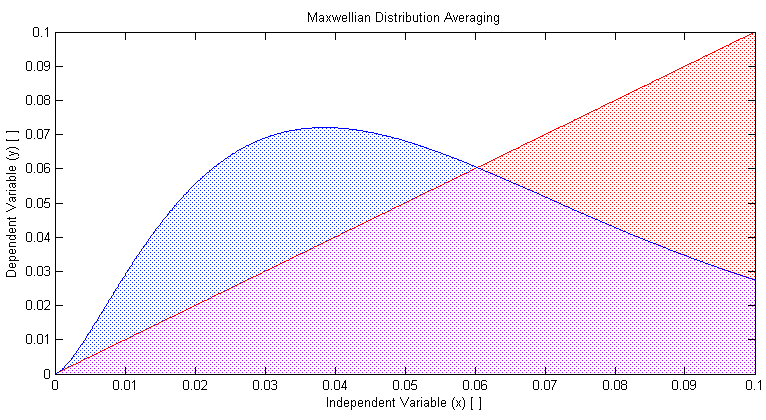 Maxwellian Distribution Averaging
0.1
0.09
0.08
0.07
0.06
0.05
0.04
0.03
0.02
0.01
0
Dependent Variable (y) [ ]
0 0.01 0.02 0.03 0.04 0.05 0.06 0.07 0.08 0.09 0.1
Independent Variable (x) [ ]